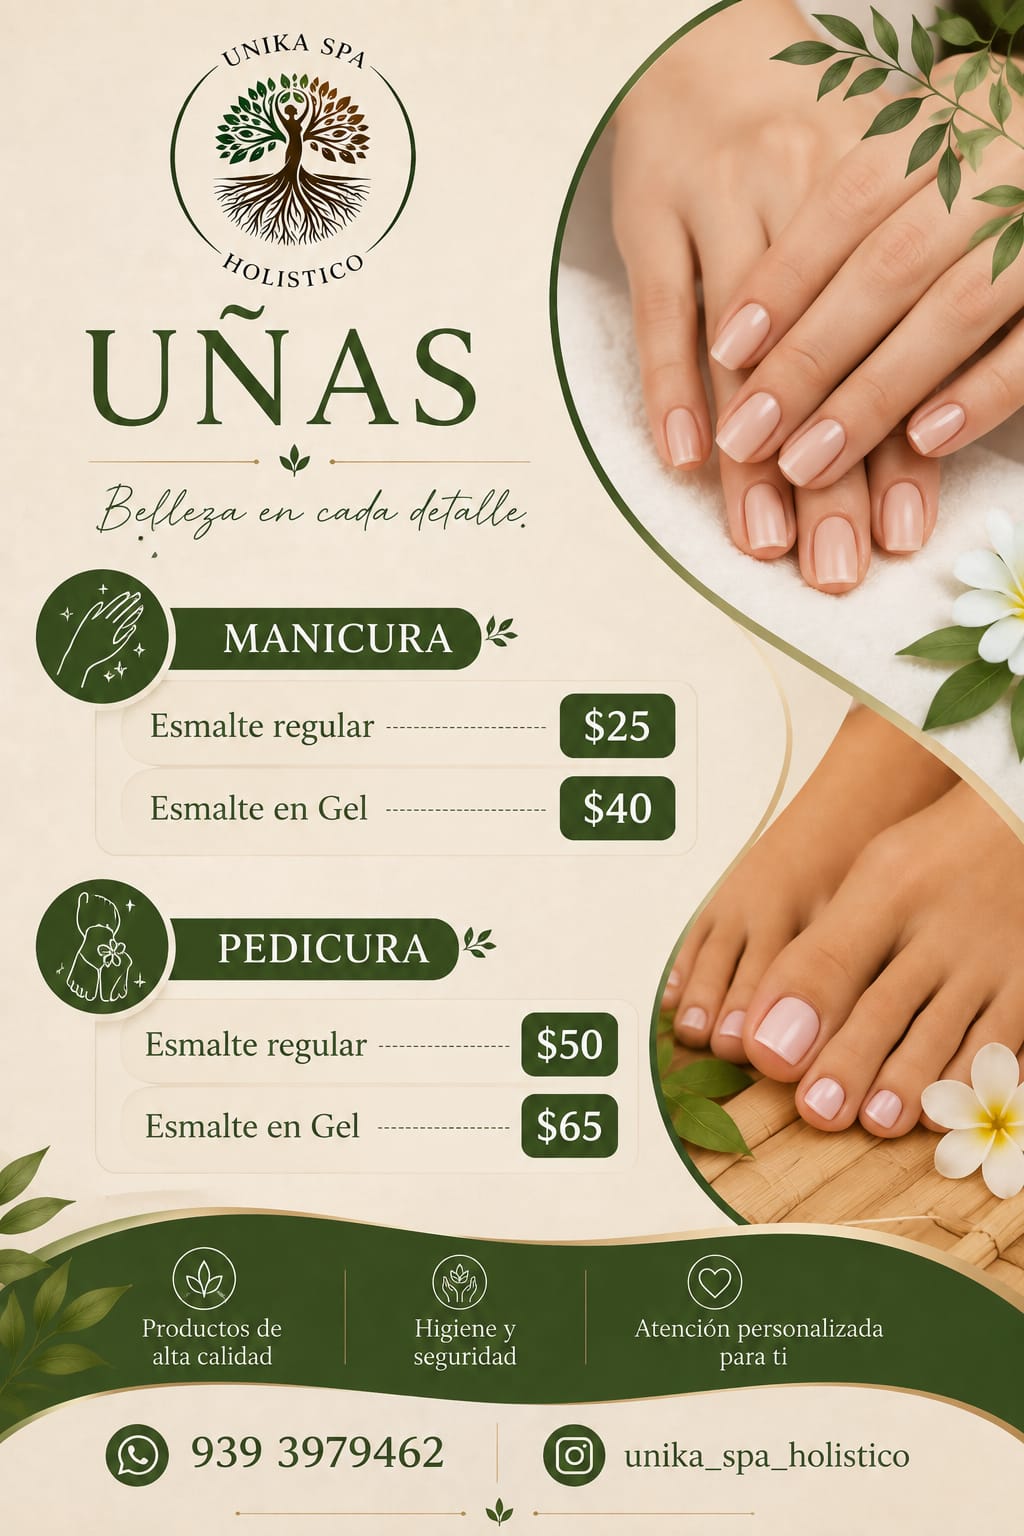 UNIKA SPA
HOLISTICO
UÑAS
Belleza en cada detalle.
MANICURA
Esmalte regular $25
Esmalte en Gel $40
PEDICURA
Esmalte regular $50
Esmalte en Gel $65
Productos de
alta calidad
Higiene y
seguridad
Atención personalizada
para ti
939 3979462
unika_spa_holistico